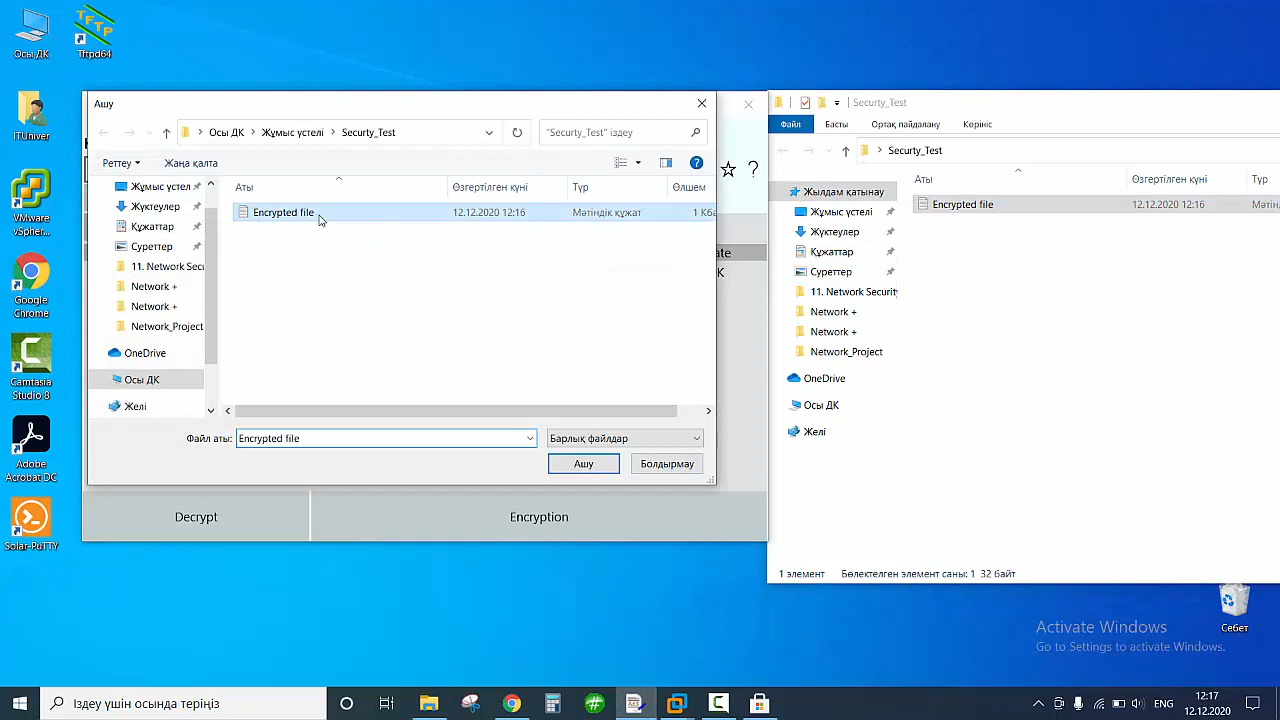 Осы ДК
Tftpd64
ITUniver
VMware
vSpher...
Google
Chrome
Camtasia
Studio 8
Adobe
Acrobat DC
Solar-PuTTY
Ашу
Осы ДК > Жұмыс үстелі > Securty_Test
"Securty_Test" іздеу
Реттеу
Жаңа қалта
Аты
Өзгертілген күні
Түр
Өлшем
Encrypted file
12.12.2020 12:16
Мәтіндік құжат
1 Кба
Жұмыс үстел
Жүктеулер
Құжаттар
Суреттер
11. Network Secu
Network +
Network +
Network_Project
OneDrive
Осы ДК
Желі
Файл аты:
Encrypted file
Барлық файлдар
Ашу
Болдырмау
ate
K
Decrypt
Encryption
Securty_Test
Файл
Басты
Ортақ пайдалану
Көрініс
> Securty_Test
Аты
Өзгертілген күні
Түр
Encrypted file
12.12.2020 12:16
Мәтін
Жылдам қатынау
Жұмыс үстелі
Жүктеулер
Құжаттар
Суреттер
11. Network Security
Network +
Network +
Network_Project
OneDrive
Осы ДК
Желі
1 элемент
Бөлектелген элемент саны: 1 32 байт
Себет
Activate Windows
Go to Settings to activate Windows.
Іздеу үшін осында теріңіз
ENG
12:17
12.12.2020